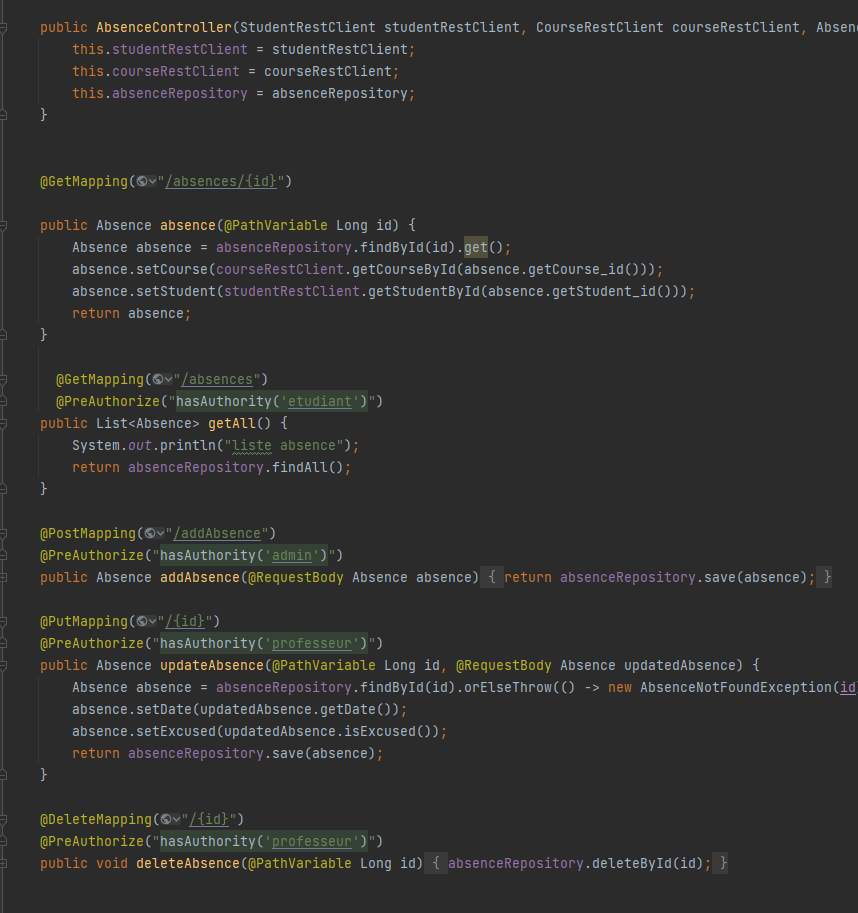 public AbsenceController(StudentRestClient studentRestClient, CourseRestClient courseRestClient, Absen
this.studentRestClient = studentRestClient;
this.courseRestClient = courseRestClient;
this.absenceRepository = absenceRepository;
}
@GetMapping("/absences/{id}")
public Absence absence(@PathVariable Long id) {
Absence absence = absenceRepository.findById(id).get();
absence.setCourse(courseRestClient.getCourseById(absence.getCourse_id()));
absence.setStudent(studentRestClient.getStudentById(absence.getStudent_id()));
return absence;
}
@GetMapping("/absences")
@PreAuthorize("hasAuthority('etudiant')")
public List<Absence> getAll() {
System.out.println("liste absence");
return absenceRepository.findAll();
}
@PostMapping("/addAbsence")
@PreAuthorize("hasAuthority('admin')")
public Absence addAbsence(@RequestBody Absence absence) { return absenceRepository.save(absence); }
@PutMapping("/{id}")
@PreAuthorize("hasAuthority('professeur')")
public Absence updateAbsence(@PathVariable Long id, @RequestBody Absence updatedAbsence) {
Absence absence = absenceRepository.findById(id).orElseThrow(() -> new AbsenceNotFoundException(id
absence.setDate(updatedAbsence.getDate());
absence.setExcused(updatedAbsence.isExcused());
return absenceRepository.save(absence);
}
@DeleteMapping("/{id}")
@PreAuthorize("hasAuthority('professeur')")
public void deleteAbsence(@PathVariable Long id) { absenceRepository.deleteById(id); }